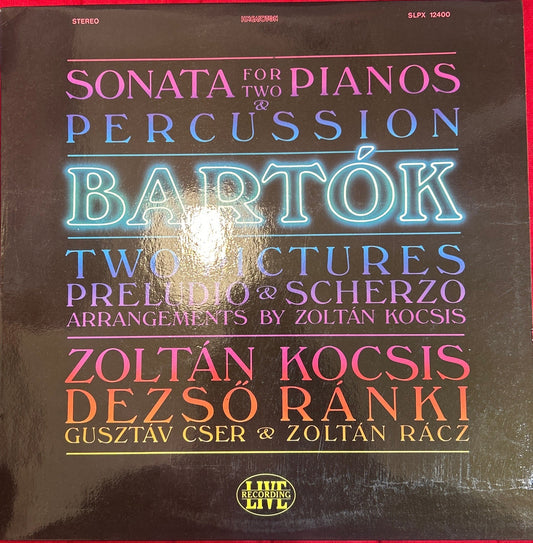 STEREO
HUNGAROTON
SLPX 12400
SONATA FOR TWO PIANOS
&
PERCUSSION
BARTÓK
TWO PICTURES
PRELUDIO & SCHERZO
ARRANGEMENTS BY ZOLTÁN KOCSIS
ZOLTÁN KOCSIS
DEZSŐ RÁNKI
GUSZTÁV CSER & ZOLTÁN RÁCZ
LIVE
RECORDING
LIVE